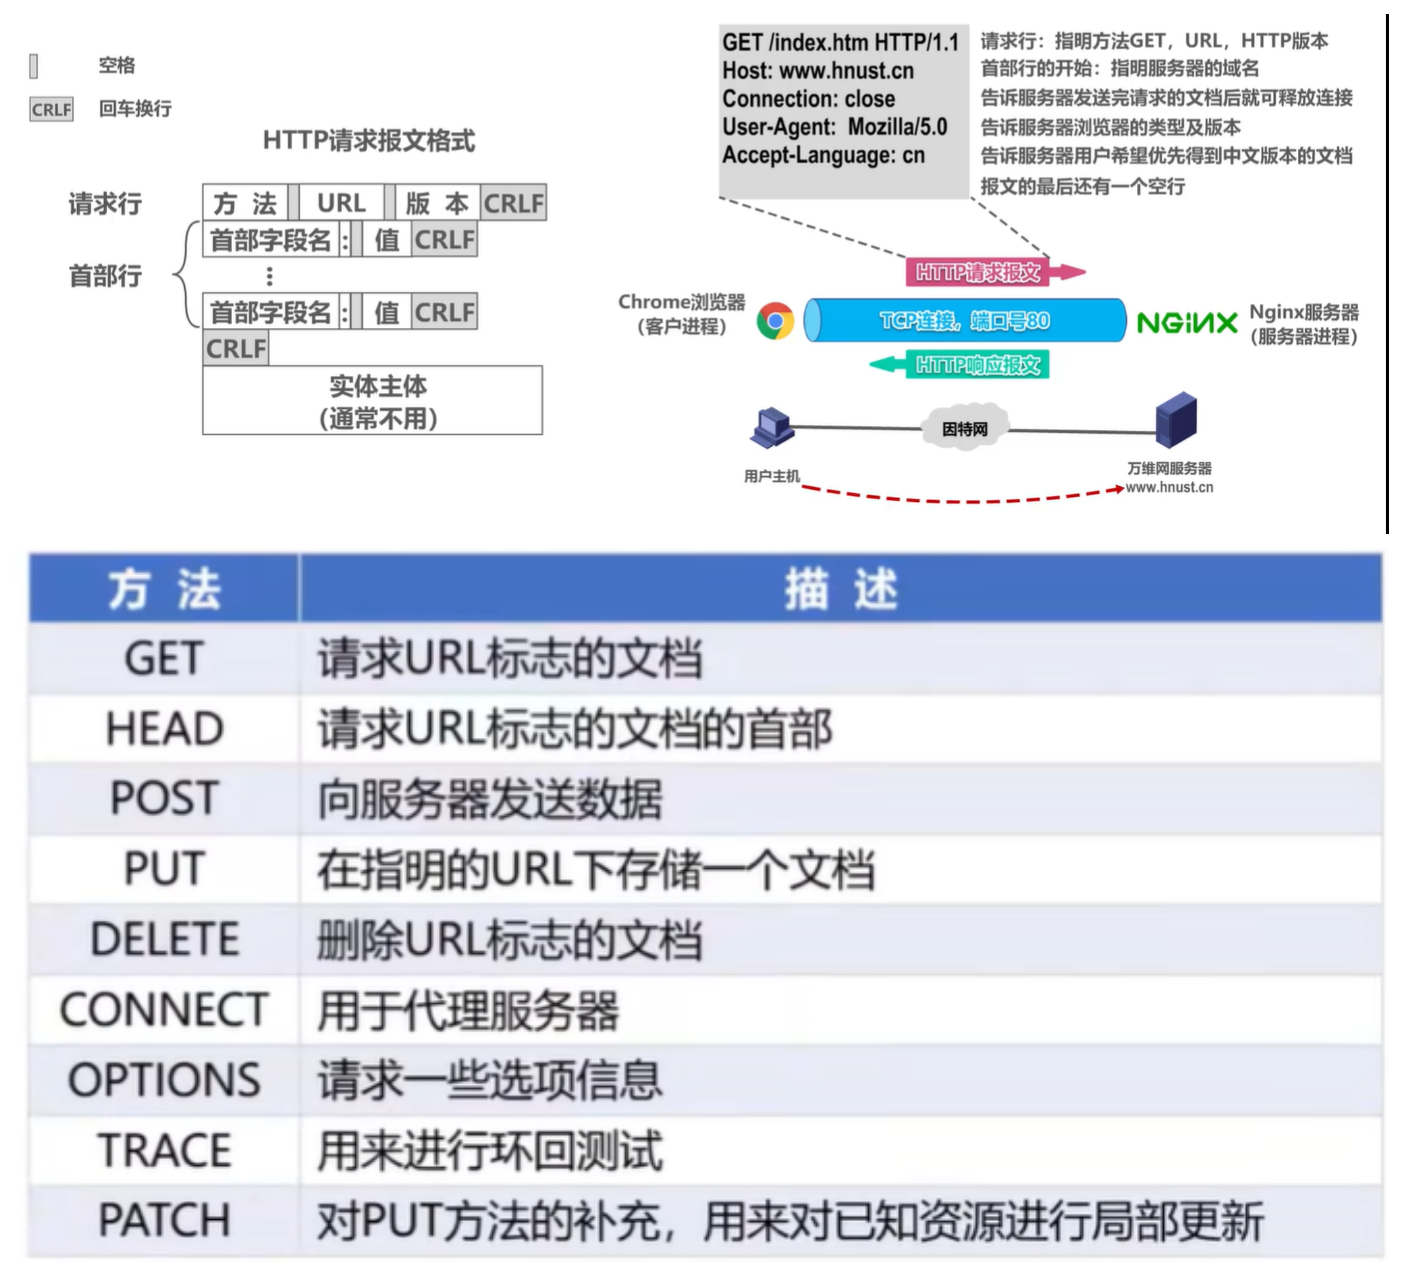 空格
CRLF 回车换行
HTTP请求报文格式
请求行 方 法 URL 版 本 CRLF
首部行
首部字段名 : 值 CRLF
⋮
首部字段名 : 值 CRLF
CRLF
实体主体
(通常不用)
GET /index.htm HTTP/1.1 请求行：指明方法GET，URL，HTTP版本
Host: www.hnust.cn 首部行的开始：指明服务器的域名
Connection: close 告诉服务器发送完请求的文档后就可释放连接
User-Agent: Mozilla/5.0 告诉服务器浏览器的类型及版本
Accept-Language: cn 告诉服务器用户希望优先得到中文版本的文档
报文的最后还有一个空行
HTTP请求报文
Chrome浏览器
（客户进程）
TCP连接，端口号80
NGINX
Nginx服务器
（服务器进程）
HTTP响应报文
因特网
用户主机
万维网服务器
www.hnust.cn
方 法 描 述
GET 请求URL标志的文档
HEAD 请求URL标志的文档的首部
POST 向服务器发送数据
PUT 在指明的URL下存储一个文档
DELETE 删除URL标志的文档
CONNECT 用于代理服务器
OPTIONS 请求一些选项信息
TRACE 用来进行环回测试
PATCH 对PUT方法的补充，用来对已知资源进行局部更新